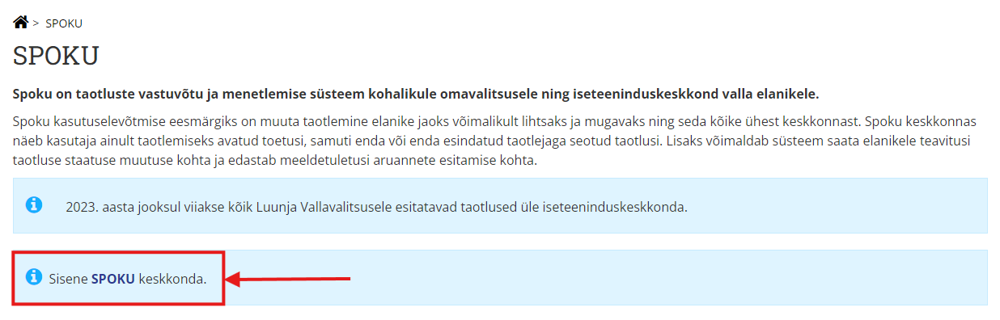 > SPOKU
SPOKU
Spoku on taotluste vastuvõtu ja menetlemise süsteem kohalikule omavalitsusele ning iseteeninduskeskkond valla elanikele.
Spoku kasutuselevõtmise eesmärgiks on muuta taotlemine elanike jaoks võimalikult lihtsaks ja mugavaks ning seda kõike ühest keskkonnast. Spoku keskkonnas
näeb kasutaja ainult taotlemiseks avatud toetusi, samuti enda või enda esindatud taotlejaga seotud taotlusi. Lisaks võimaldab süsteem saata elanikele teavitusi
taotluse staatuse muutuse kohta ja edastab meeldetuletusi aruannete esitamise kohta.
2023. aasta jooksul viiakse kõik Luunja Vallavalitsusele esitatavad taotlused üle iseteeninduskeskkonda.
Sisene SPOKU keskkonda.